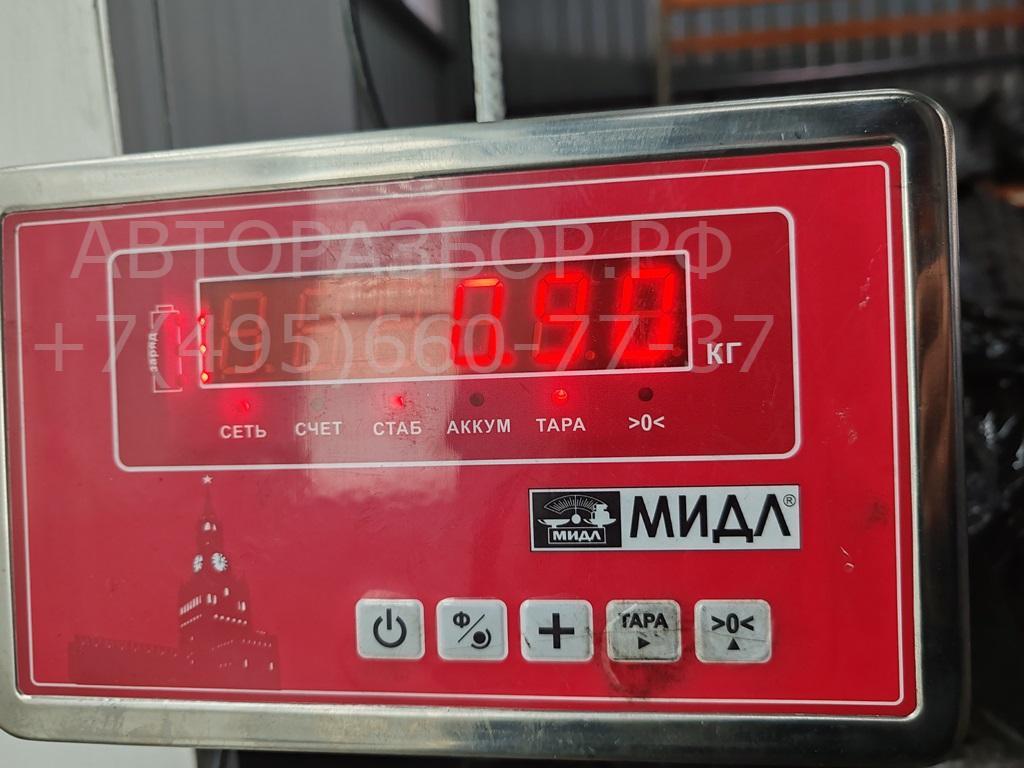 АВТОРАЗБОР.РФ
+7(495)660-77-37
заряд
0.90
КГ
СЕТЬ СЧЕТ СТАБ АККУМ ТАРА >0<
МИДЛ МИДЛ®
Ф ТАРА >0<